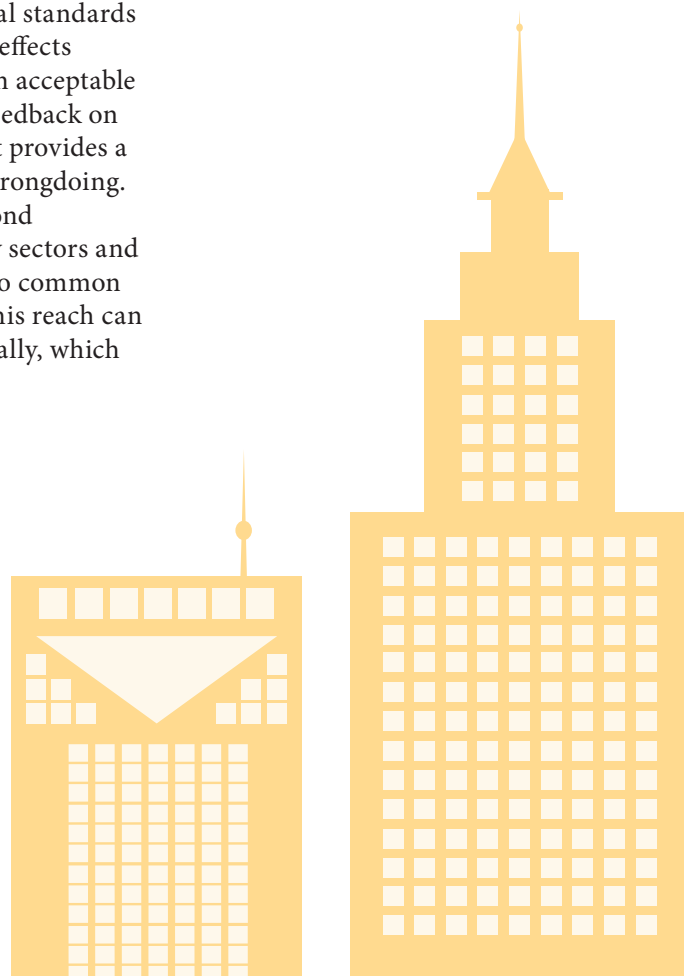 al standards
effects
n acceptable
edback on
t provides a
rongdoing.
ond
sectors and
o common
his reach can
ally, which